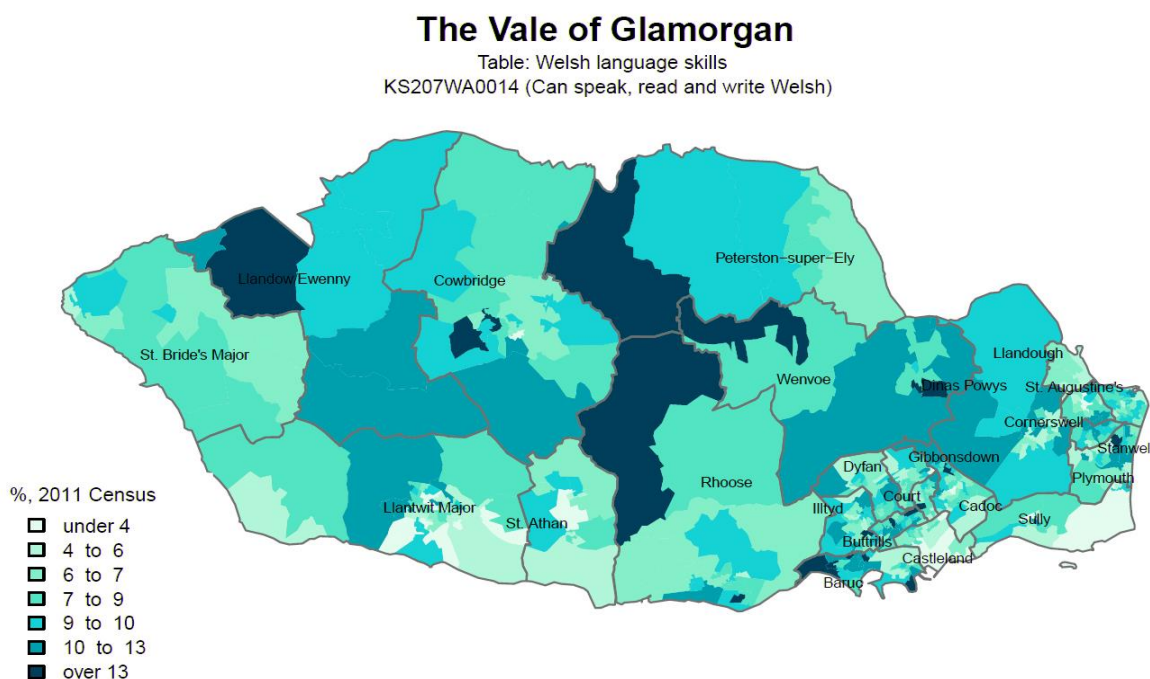 The Vale of Glamorgan
Table: Welsh language skills
KS207WA0014 (Can speak, read and write Welsh)
Peterston-super-Ely
Llandow/Ewenny
Cowbridge
St. Bride's Major
Llandough
Wenvoe
Dinas Powys
St. Augustine's
Cornerswell
Stanwel
Gibbonsdown
Dyfan
Plymouth
Rhoose
Court
Illtyd
Cadoc
Llantwit Major
St. Athan
Sully
Buttrills
Castleland
Baruc
%, 2011 Census
under 4
4 to 6
6 to 7
7 to 9
9 to 10
10 to 13
over 13